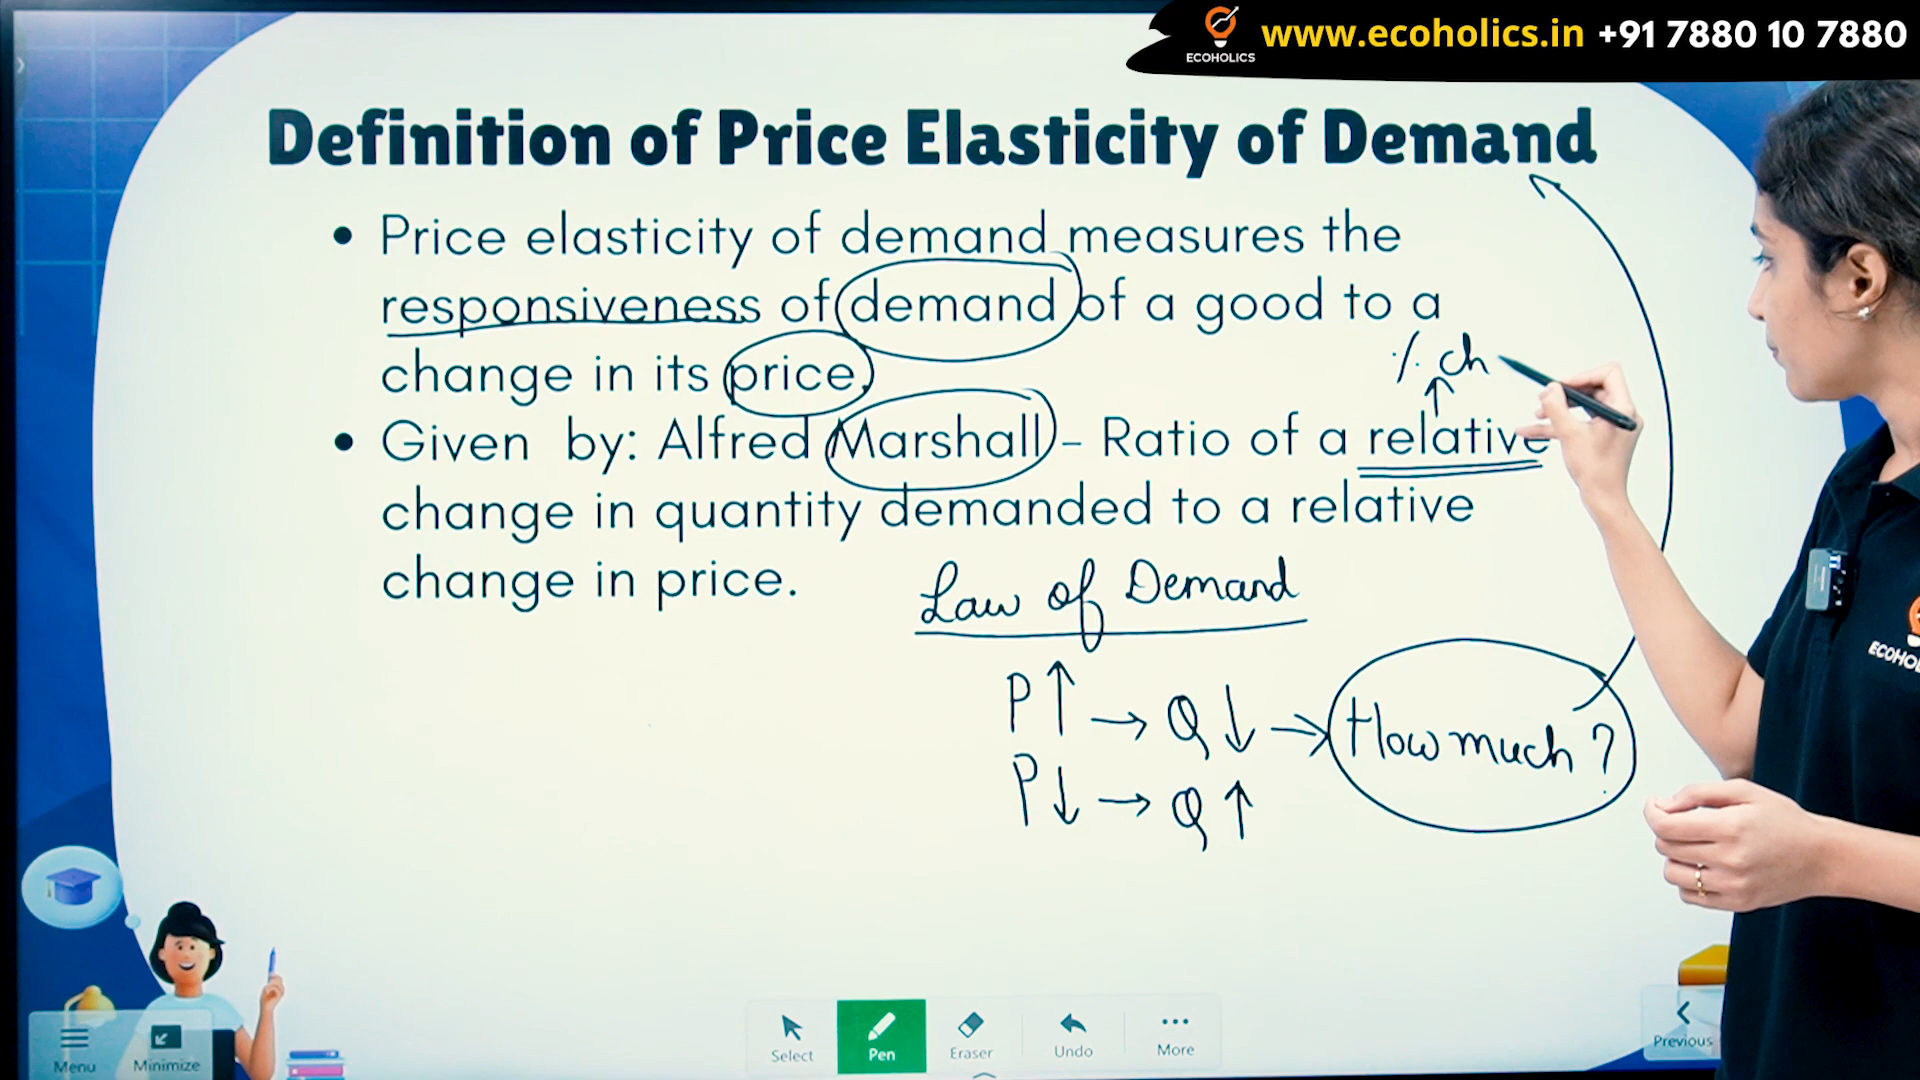 ECOHOLICS
www.ecoholics.in +91 7880 10 7880
Definition of Price Elasticity of Demand
• Price elasticity of demand measures the
responsiveness of demand of a good to a
change in its price.
% ch
• Given by: Alfred Marshall - Ratio of a relative
change in quantity demanded to a relative
change in price.
Law of Demand
P↑ → Q↓ → How much?
P↓ → Q↑
Menu
Minimize
Select
Pen
Eraser
Undo
More
Previous